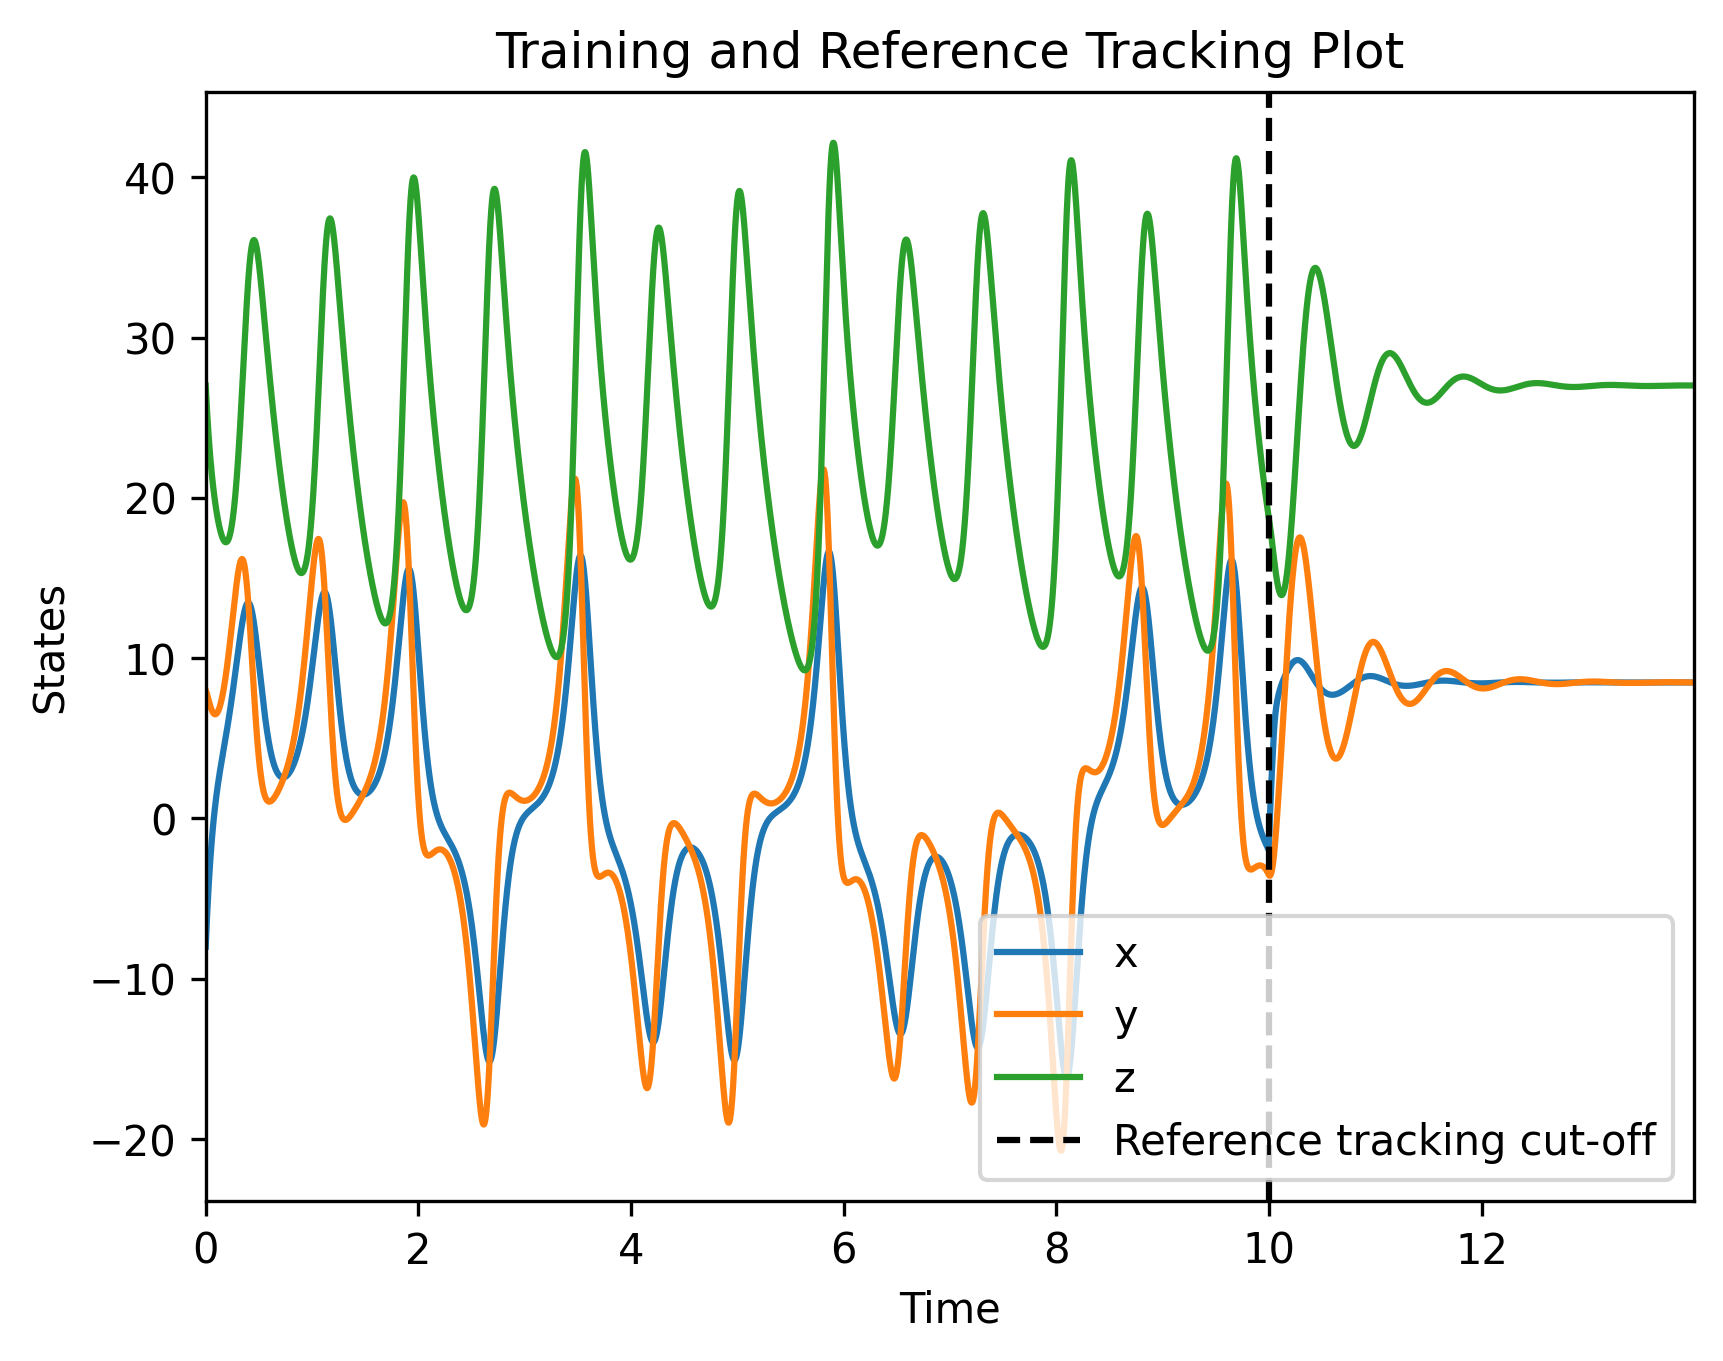 Training and Reference Tracking Plot
States
40
30
20
10
0
−10
−20
x
y
z
Reference tracking cut-off
0 2 4 6 8 10 12
Time